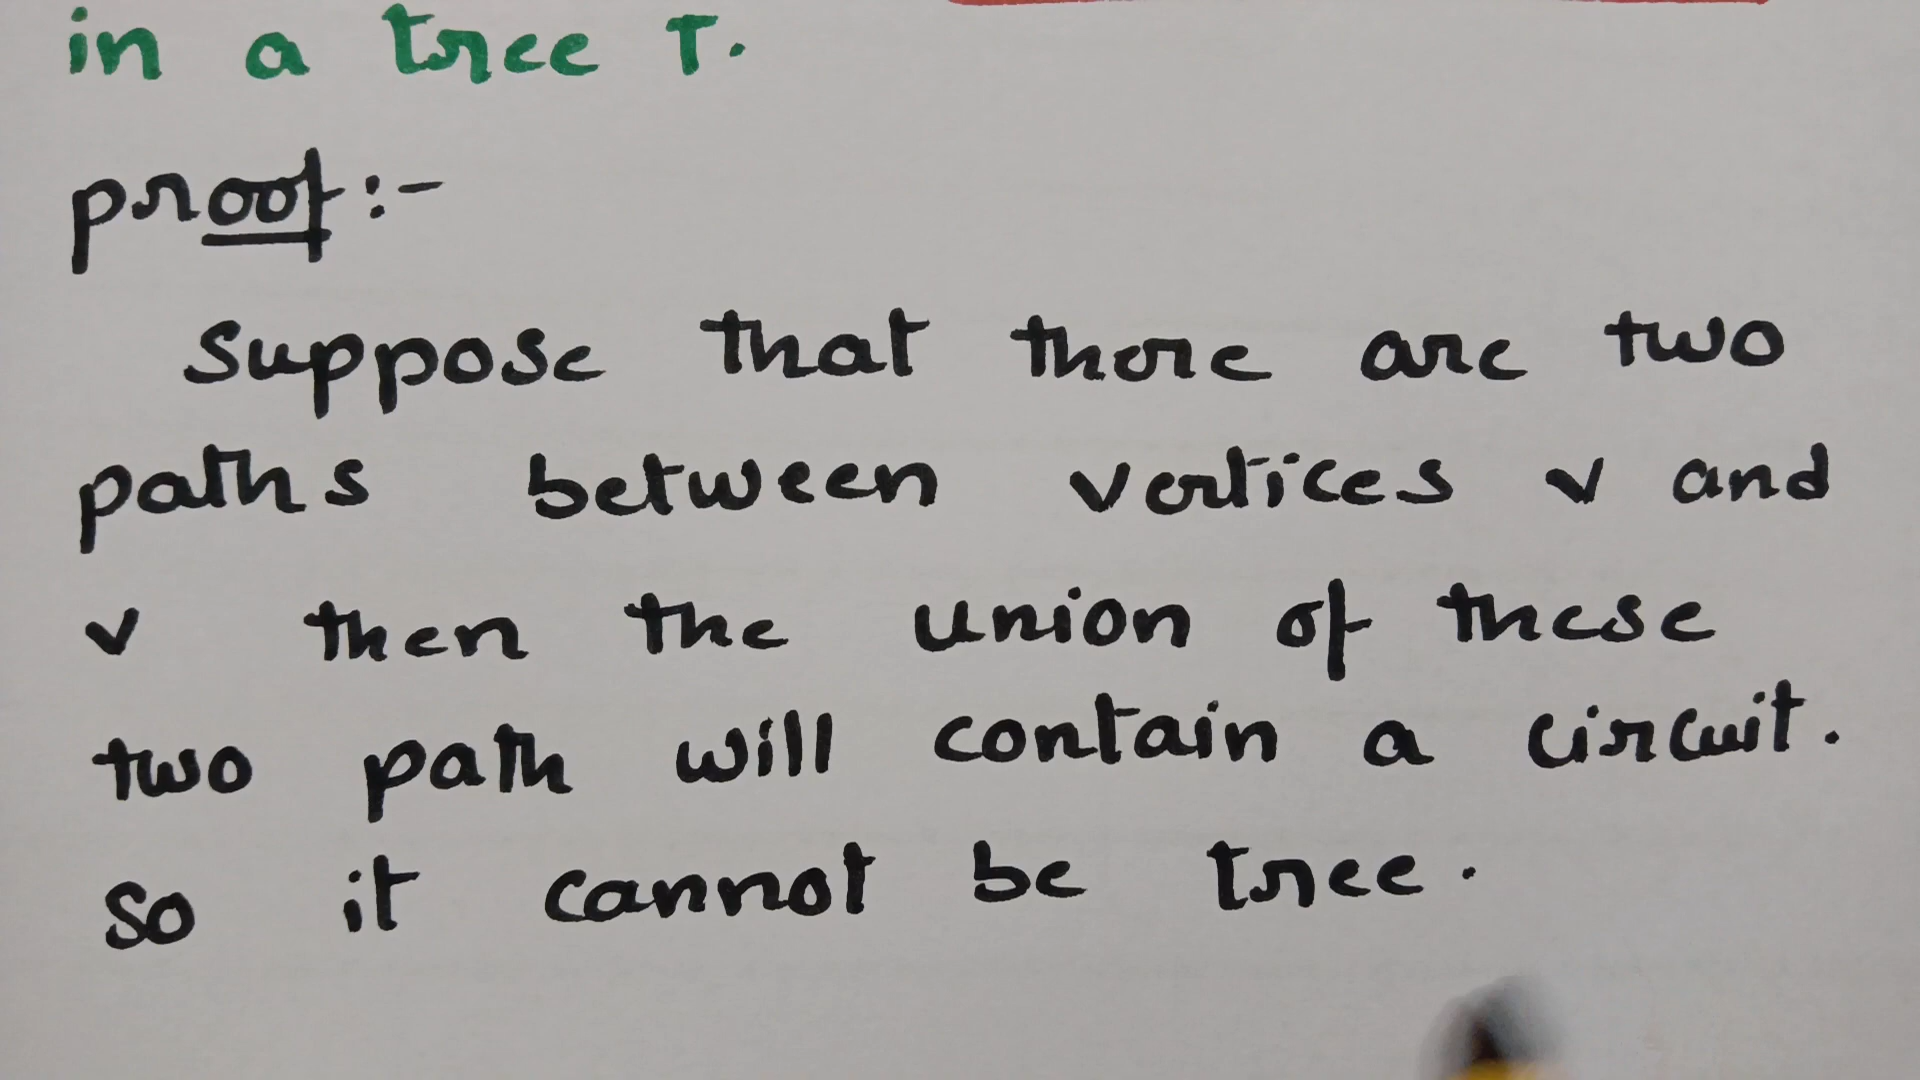 in a tree T.
proof:-
Suppose that there are two
paths between vertices v and
v then the union of these
two path will contain a circuit.
so it cannot be tree.